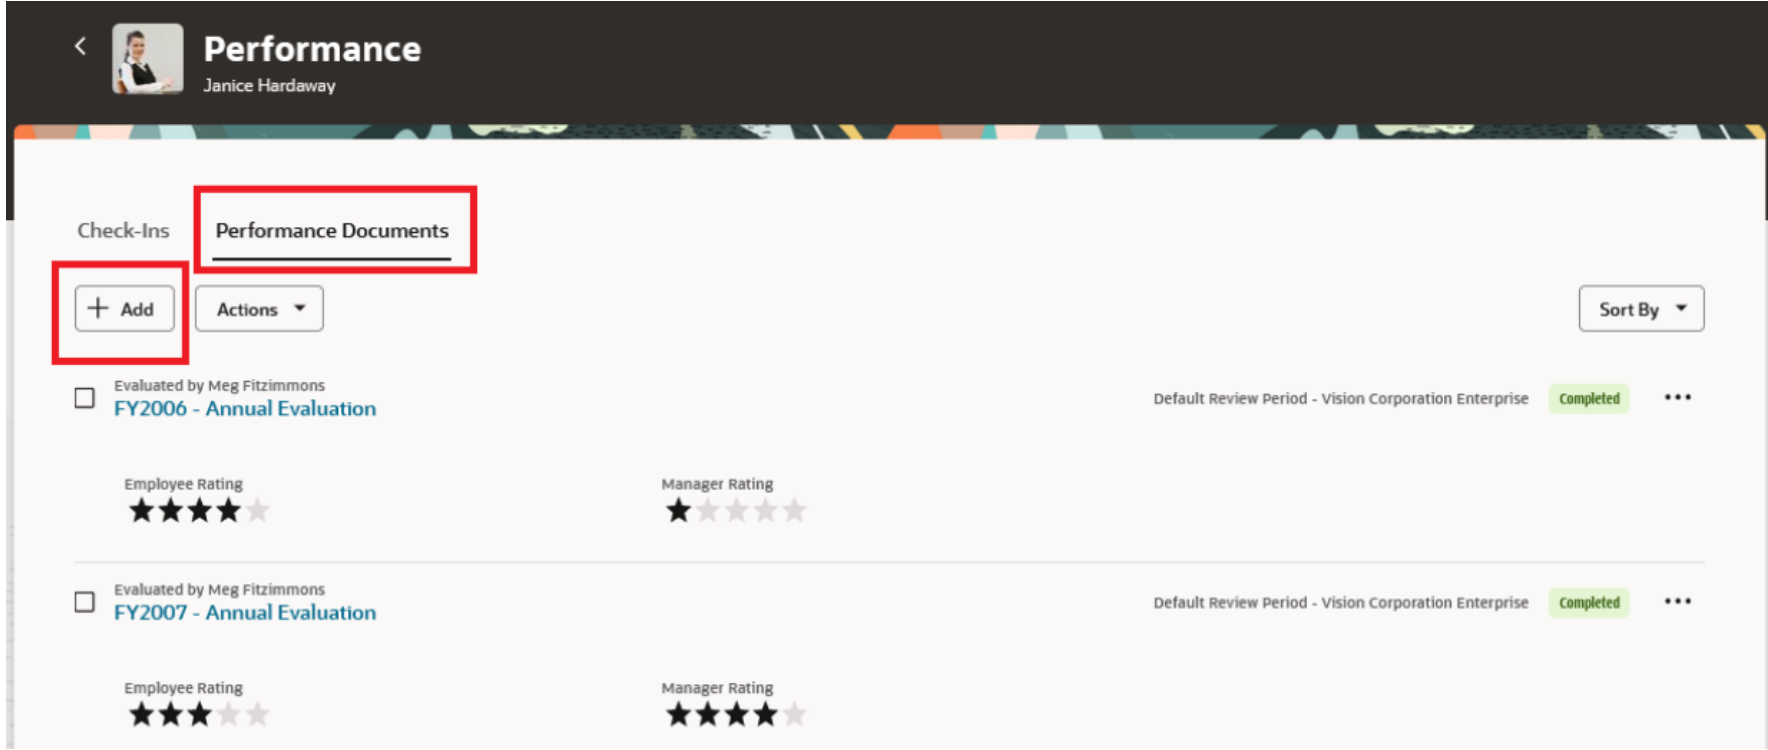 Performance
Janice Hardaway
Check-Ins
Performance Documents
Add
Actions
Sort By
Evaluated by Meg Fitzimmons
FY2006 - Annual Evaluation
Default Review Period - Vision Corporation Enterprise
Completed
Employee Rating
Manager Rating
Evaluated by Meg Fitzimmons
FY2007 - Annual Evaluation
Default Review Period - Vision Corporation Enterprise
Completed
Employee Rating
Manager Rating